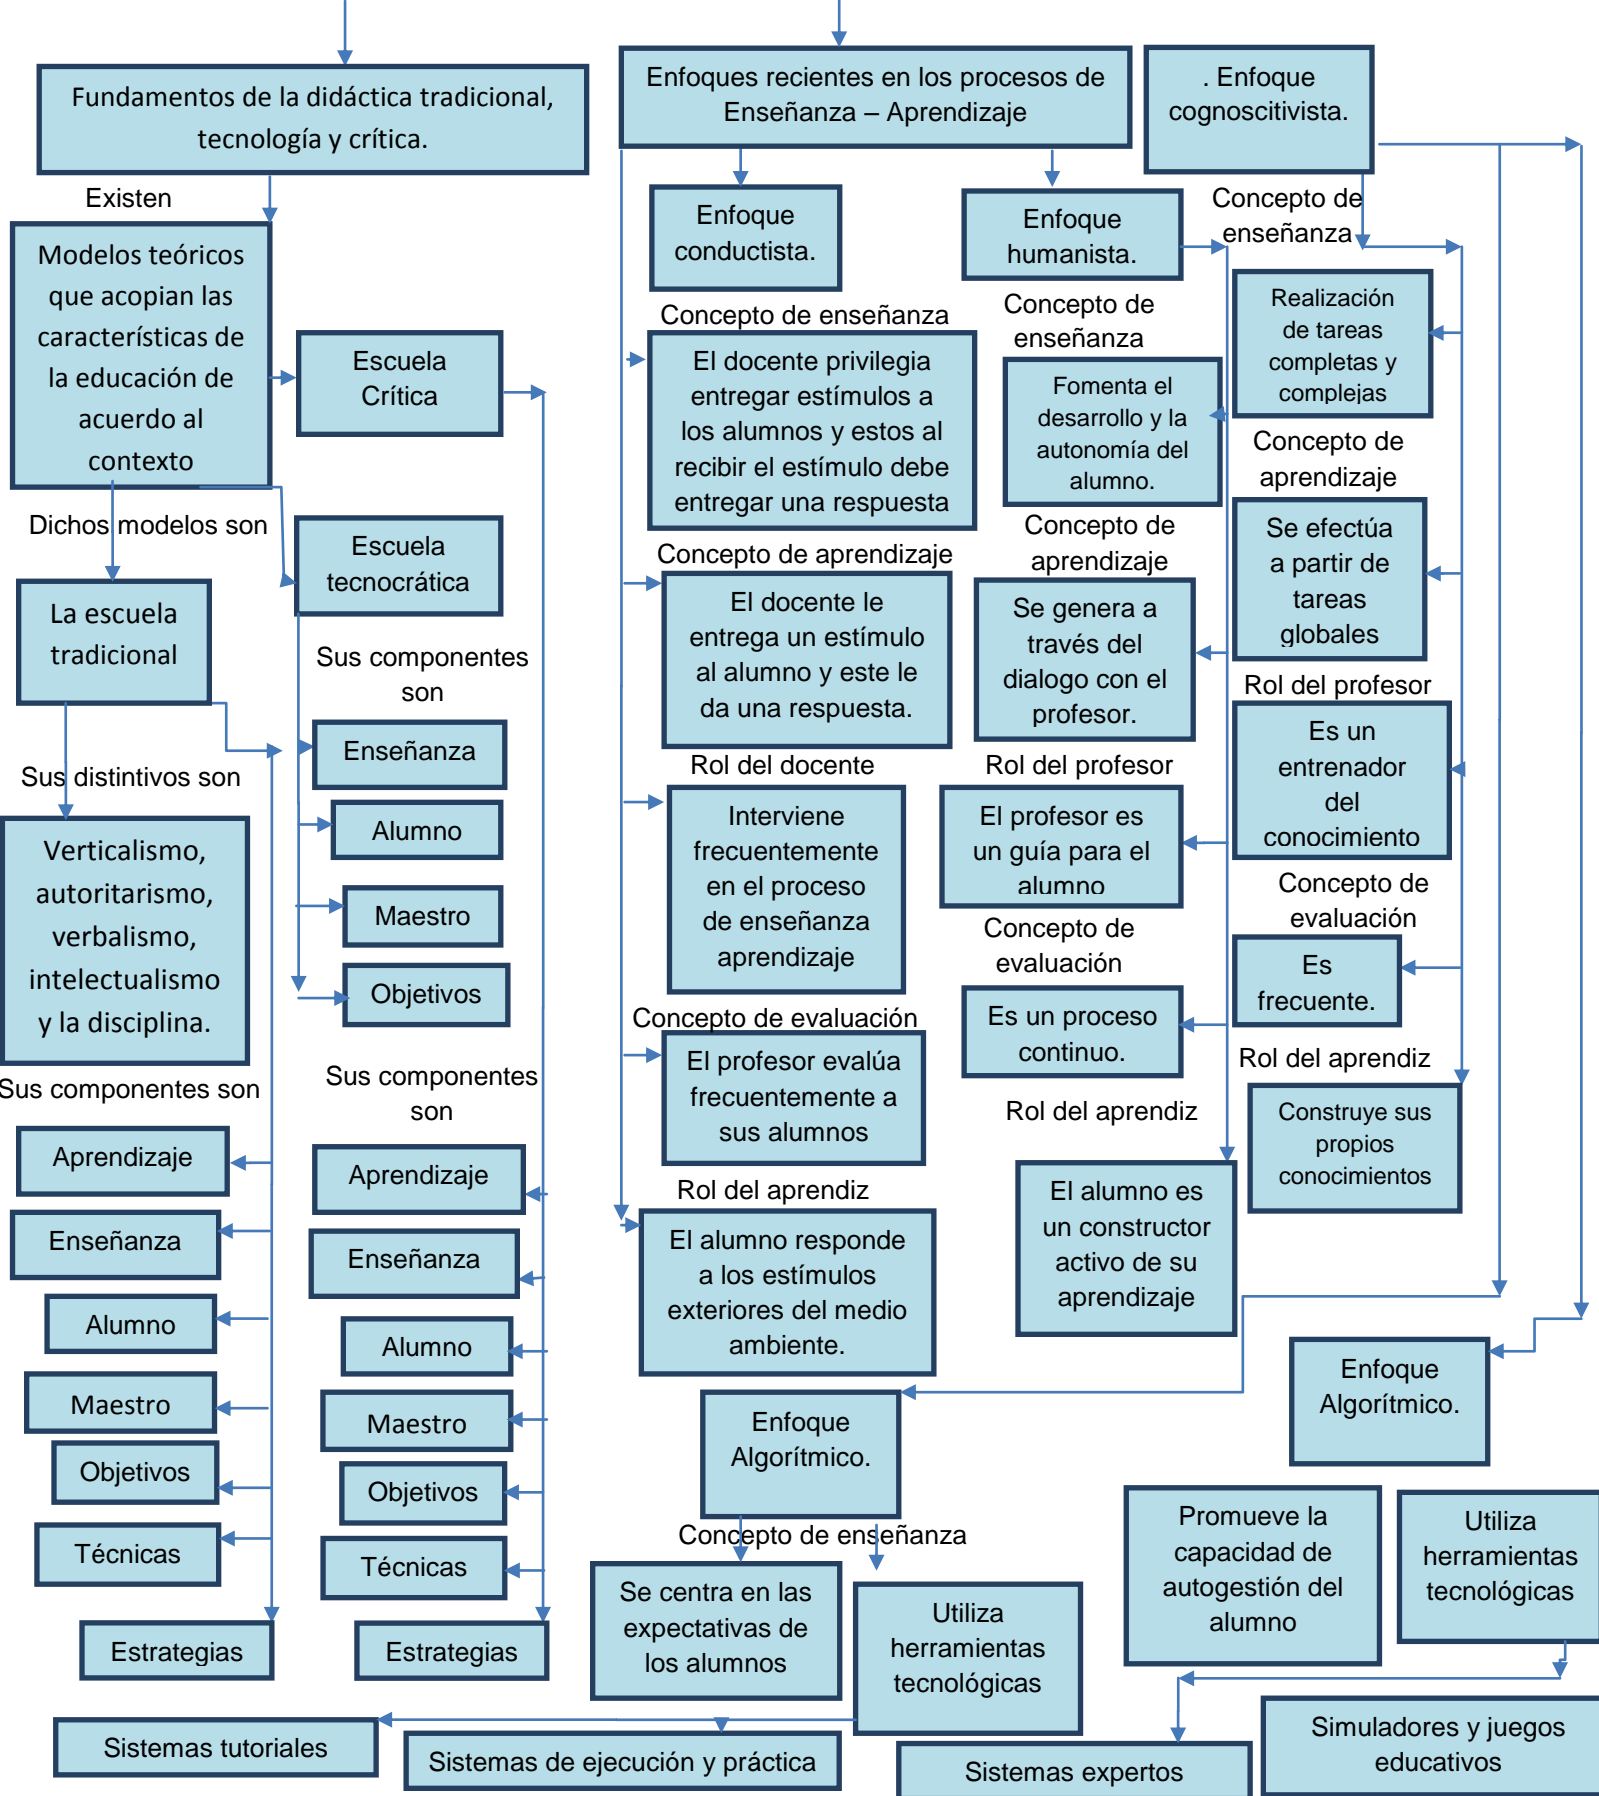 Fundamentos de la didáctica tradicional,
tecnología y crítica.
Existen
Modelos teóricos
que acopian las
características de
la educación de
acuerdo al
contexto
Escuela
Crítica
Dichos modelos son
Escuela
tecnocrática
La escuela
tradicional
Sus distintivos son
Verticalismo,
autoritarismo,
verbalismo,
intelectualismo
y la disciplina.
Sus componentes
son
Enseñanza
Alumno
Maestro
Objetivos
Sus componentes son
Aprendizaje
Enseñanza
Alumno
Maestro
Objetivos
Técnicas
Estrategias
Sus componentes
son
Aprendizaje
Enseñanza
Alumno
Maestro
Objetivos
Técnicas
Estrategias
Enfoques recientes en los procesos de
Enseñanza – Aprendizaje
Enfoque
conductista.
Concepto de enseñanza
El docente privilegia
entregar estímulos a
los alumnos y estos al
recibir el estímulo debe
entregar una respuesta
Concepto de aprendizaje
El docente le
entrega un estímulo
al alumno y este le
da una respuesta.
Rol del docente
Interviene
frecuentemente
en el proceso
de enseñanza
aprendizaje
Concepto de evaluación
El profesor evalúa
frecuentemente a
sus alumnos
Rol del aprendiz
El alumno responde
a los estímulos
exteriores del medio
ambiente.
Enfoque
humanista.
Concepto de
enseñanza
Fomenta el
desarrollo y la
autonomía del
alumno.
Concepto de
aprendizaje
Se genera a
través del
dialogo con el
profesor.
Rol del profesor
El profesor es
un guía para el
alumno
Concepto de
evaluación
Es un proceso
continuo.
Rol del aprendiz
El alumno es
un constructor
activo de su
aprendizaje
. Enfoque
cognoscitivista.
Concepto de
enseñanza
Realización
de tareas
completas y
complejas
Concepto de
aprendizaje
Se efectúa
a partir de
tareas
globales
Rol del profesor
Es un
entrenador
del
conocimiento
Concepto de
evaluación
Es
frecuente.
Rol del aprendiz
Construye sus
propios
conocimientos
Enfoque
Algorítmico.
Concepto de enseñanza
Se centra en las
expectativas de
los alumnos
Utiliza
herramientas
tecnológicas
Sistemas tutoriales
Sistemas de ejecución y práctica
Enfoque
Algorítmico.
Promueve la
capacidad de
autogestión del
alumno
Utiliza
herramientas
tecnológicas
Sistemas expertos
Simuladores y juegos
educativos